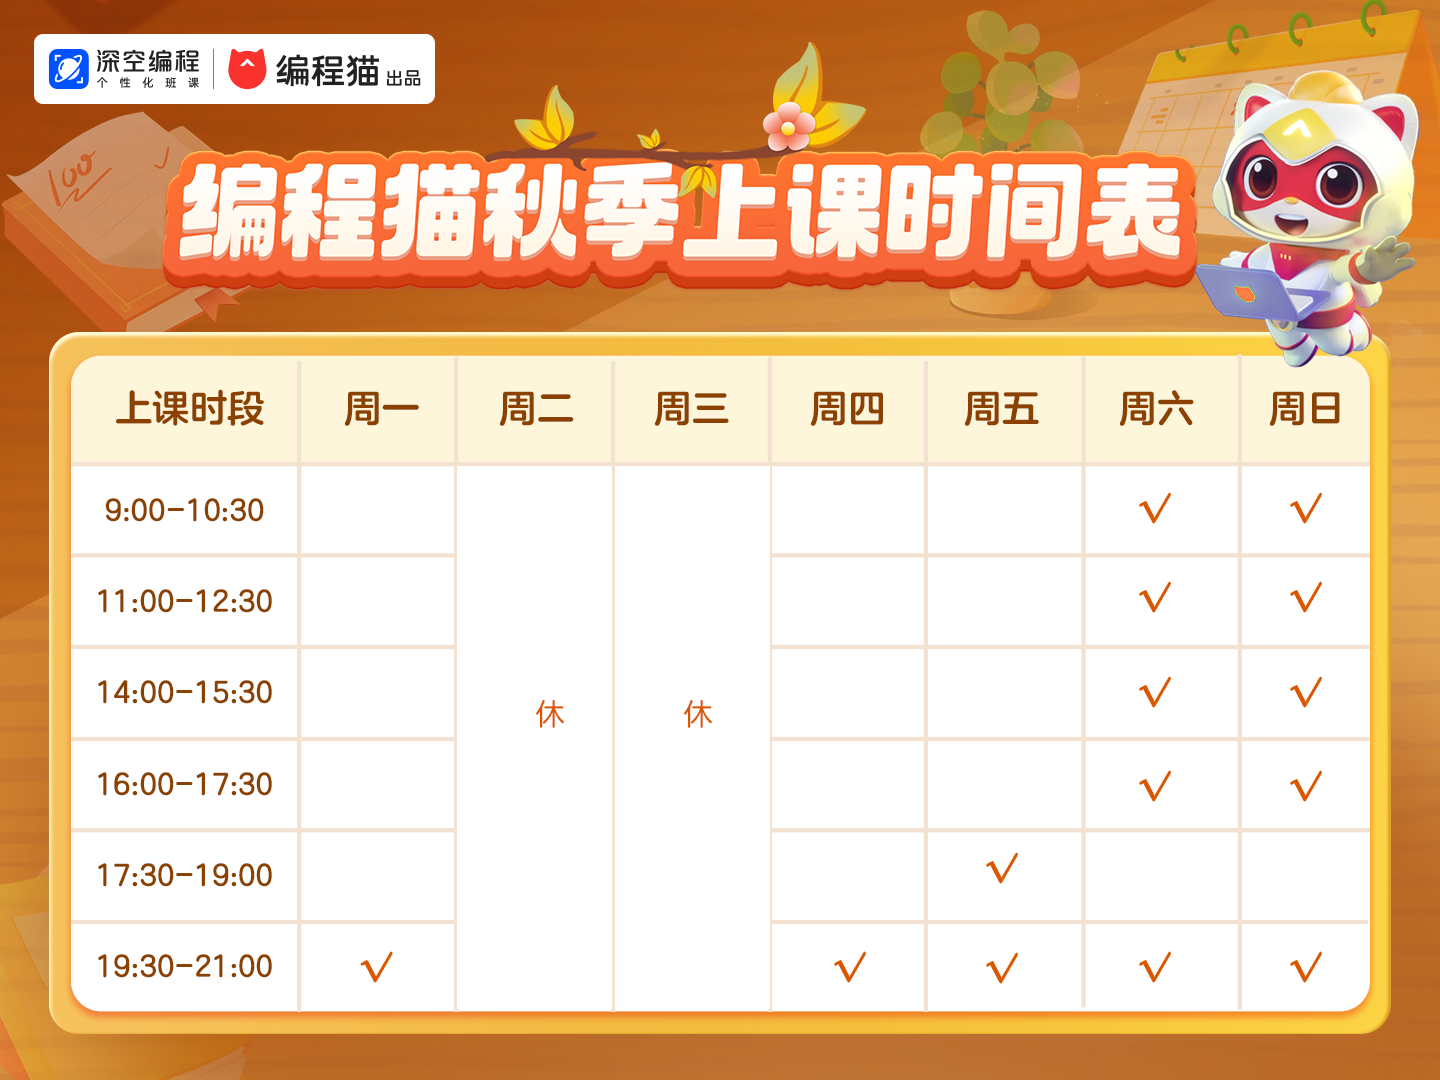 深空编程
个性化班课
编程猫 出品
100
编程猫秋季上课时间表
上课时段 周一 周二 周三 周四 周五 周六 周日
9:00-10:30 √ √
11:00-12:30 √ √
14:00-15:30 √ √
休 休
16:00-17:30 √ √
17:30-19:00 √
19:30-21:00 √ √ √ √ √